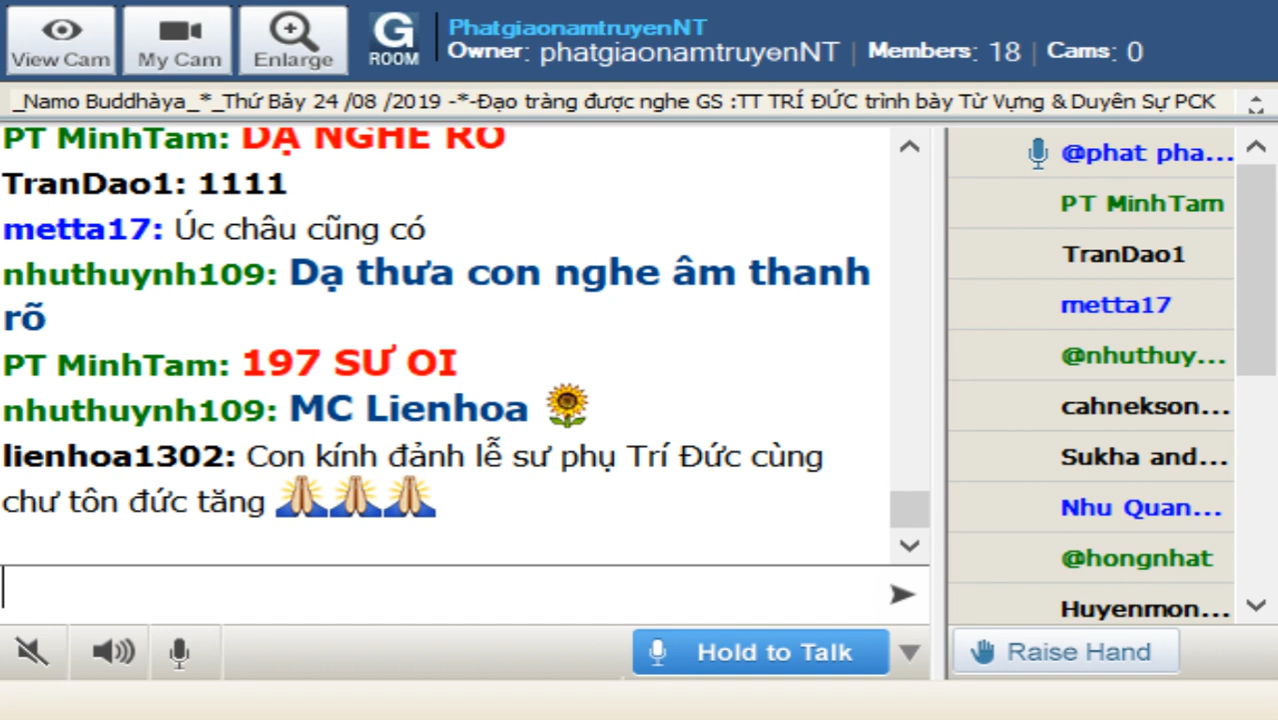 View Cam
My Cam
Enlarge
G
ROOM
PhatgiaonamtruyenNT
Owner: phatgiaonamtruyenNT | Members: 18 | Cams: 0
_Namo Buddhàya_*_Thứ Bảy 24 /08 /2019 -*-Đạo tràng được nghe GS :TT TRÍ ĐỨC trình bày Từ Vựng & Duyên Sự PCK
PT MinhTam: DẠ NGHE RO
TranDao1: 1111
metta17: Úc châu cũng có
nhuthuynh109: Dạ thưa con nghe âm thanh
rõ
PT MinhTam: 197 SƯ OI
nhuthuynh109: MC Lienhoa
lienhoa1302: Con kính đảnh lễ sư phụ Trí Đức cùng
chư tôn đức tăng
@phat pha...
PT MinhTam
TranDao1
metta17
@nhuthuy...
cahnekson...
Sukha and...
Nhu Quan...
@hongnhat
Huyenmon...
Hold to Talk
Raise Hand